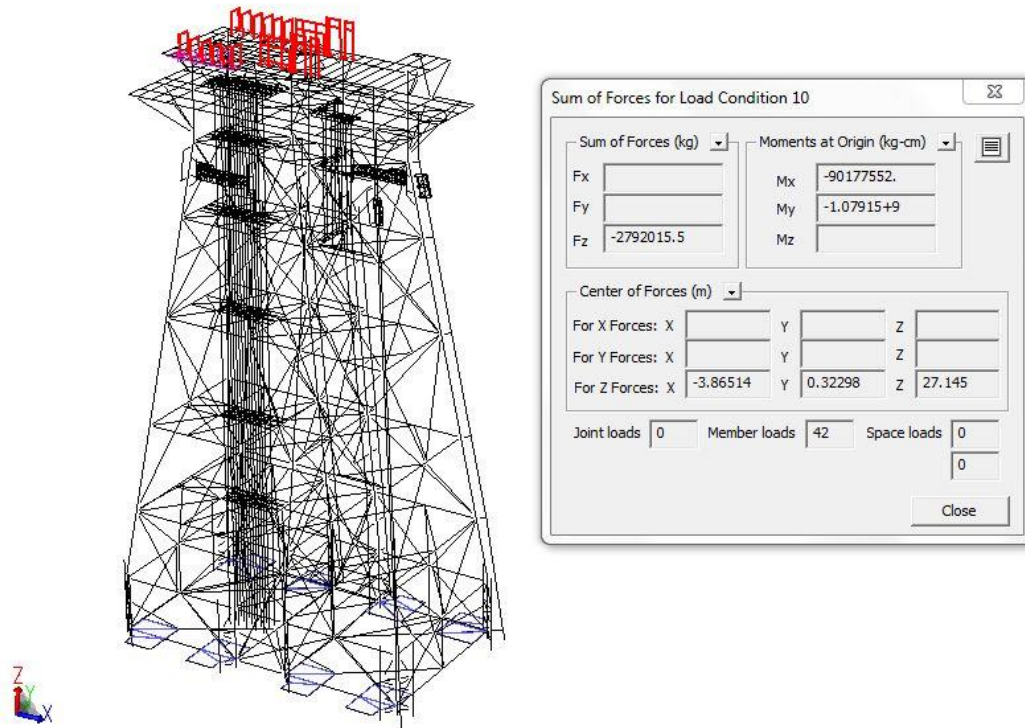 Sum of Forces for Load Condition 10
Sum of Forces (kg)
Fx
Fy
Fz -2792015.5
Moments at Origin (kg-cm)
Mx -90177552.
My -1.07915+9
Mz
Center of Forces (m)
For X Forces: X Y Z
For Y Forces: X Y Z
For Z Forces: X -3.86514 Y 0.32298 Z 27.145
Joint loads 0 Member loads 42 Space loads 0
0
Close
Z
Y
X